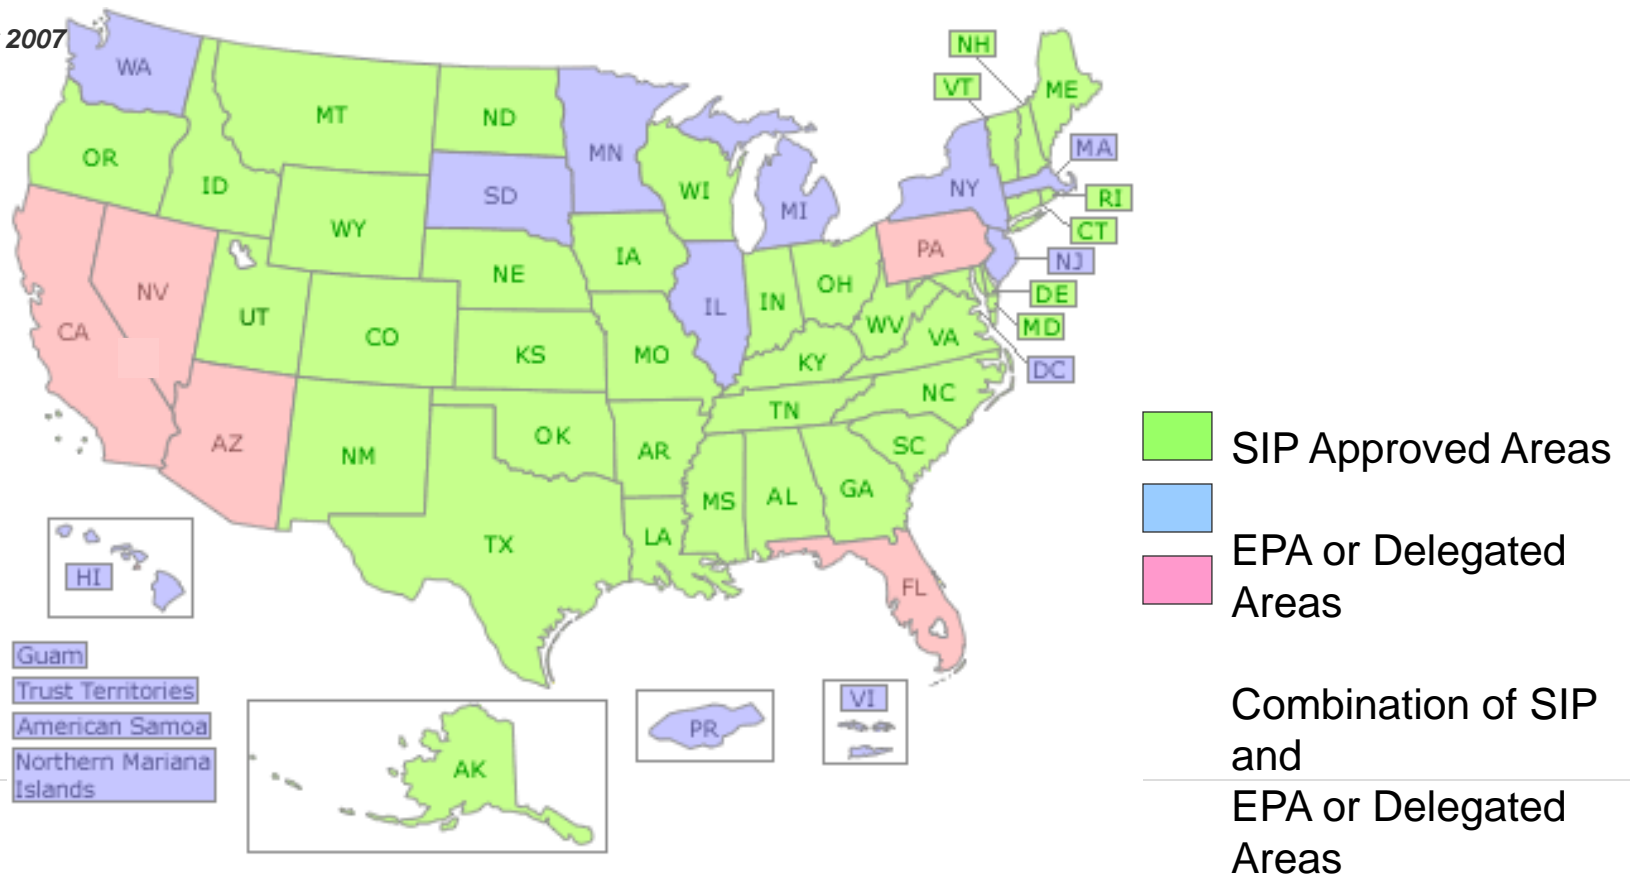 2007
WA
MT
ND
MN
OR
ID
SD
WI
WY
MI
NH
VT
ME
MA
NY
RI
CT
PA
NJ
IA
NE
NV
UT
CO
KS
MO
IL
IN
OH
WV
VA
DE
MD
DC
CA
KY
AZ
NM
OK
AR
TN
NC
SC
MS
AL
GA
TX
LA
FL
HI
Guam
Trust Territories
American Samoa
Northern Mariana
Islands
AK
PR
VI
SIP Approved Areas
EPA or Delegated
Areas
Combination of SIP
and
EPA or Delegated
Areas